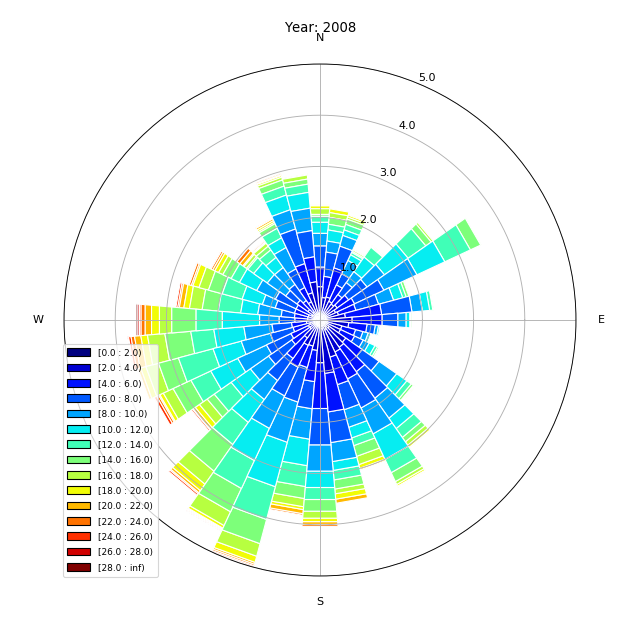 Year: 2008
N
5.0
4.0
3.0
2.0
1.0
W
E
[0.0 : 2.0)
[2.0 : 4.0)
[4.0 : 6.0)
[6.0 : 8.0)
[8.0 : 10.0)
[10.0 : 12.0)
[12.0 : 14.0)
[14.0 : 16.0)
[16.0 : 18.0)
[18.0 : 20.0)
[20.0 : 22.0)
[22.0 : 24.0)
[24.0 : 26.0)
[26.0 : 28.0)
[28.0 : inf)
S